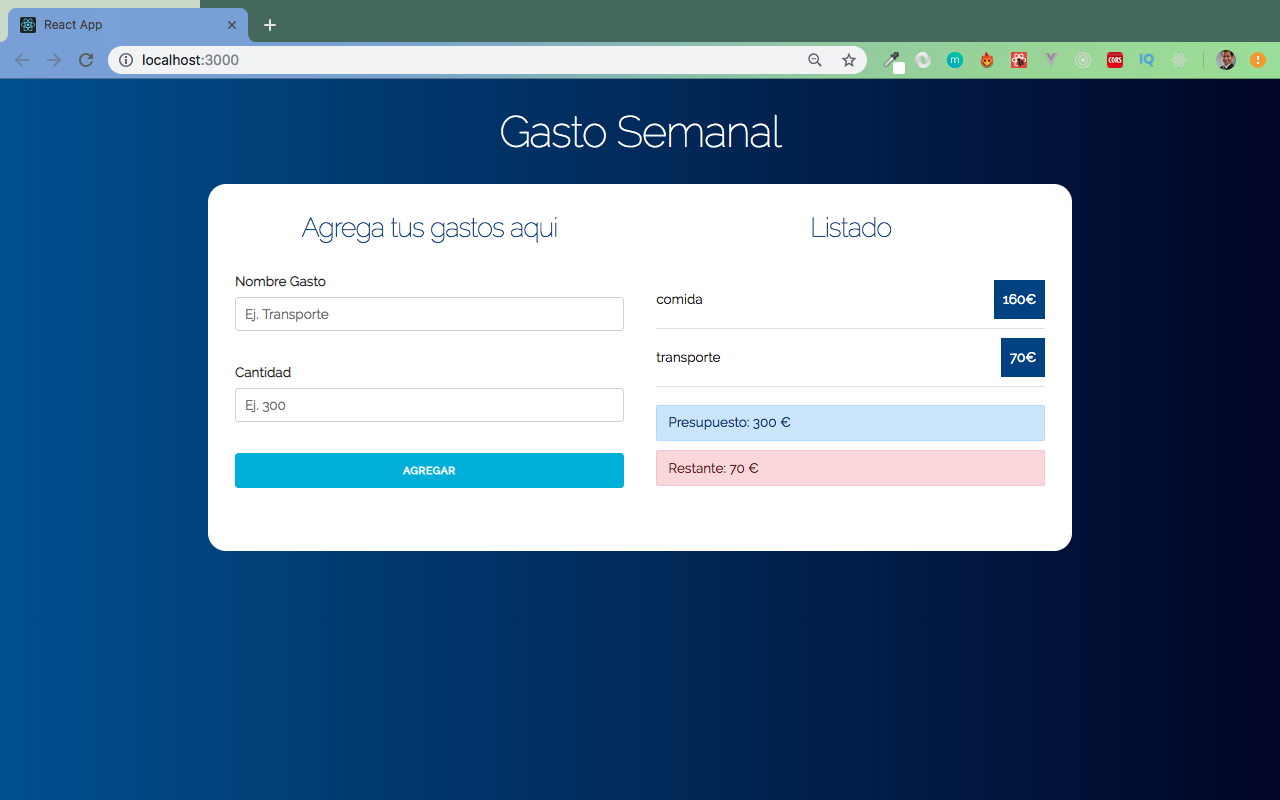 React App
localhost:3000
m
CORS
IQ
Gasto Semanal
Agrega tus gastos aqui
Nombre Gasto
Ej. Transporte
Cantidad
Ej. 300
AGREGAR
Listado
comida 160€
transporte 70€
Presupuesto: 300 €
Restante: 70 €